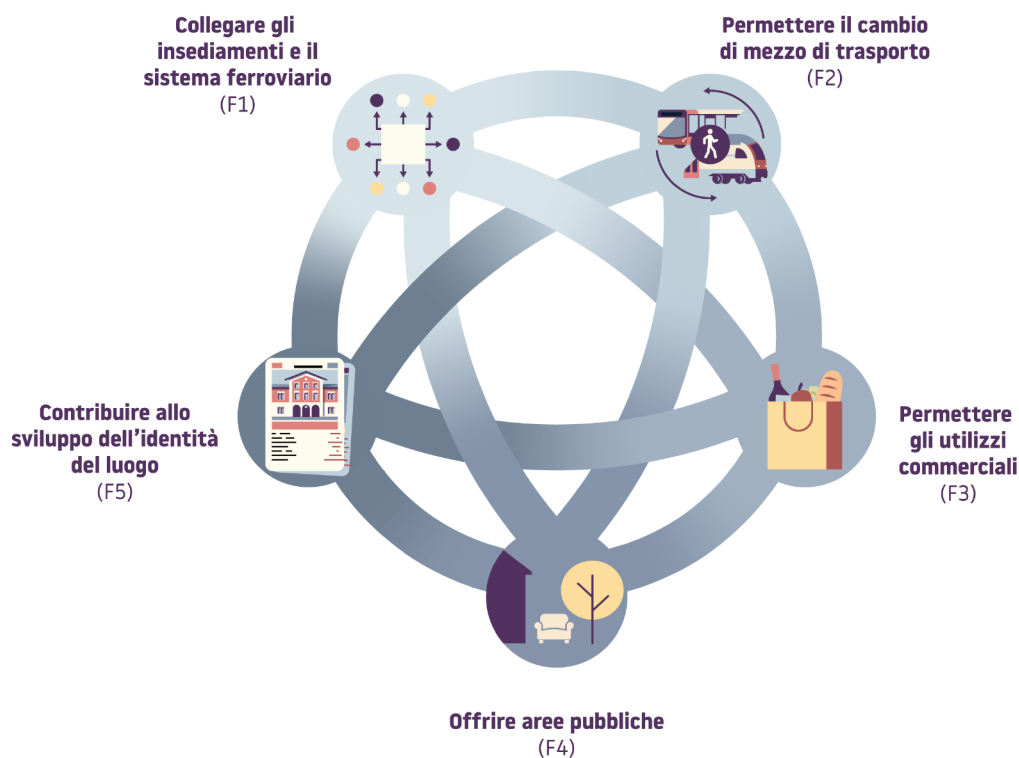 Collegare gli
insediamenti e il
sistema ferroviario
(F1)
Permettere il cambio
di mezzo di trasporto
(F2)
Permettere
gli utilizzi
commerciali
(F3)
Offrire aree pubbliche
(F4)
Contribuire allo
sviluppo dell’identità
del luogo
(F5)